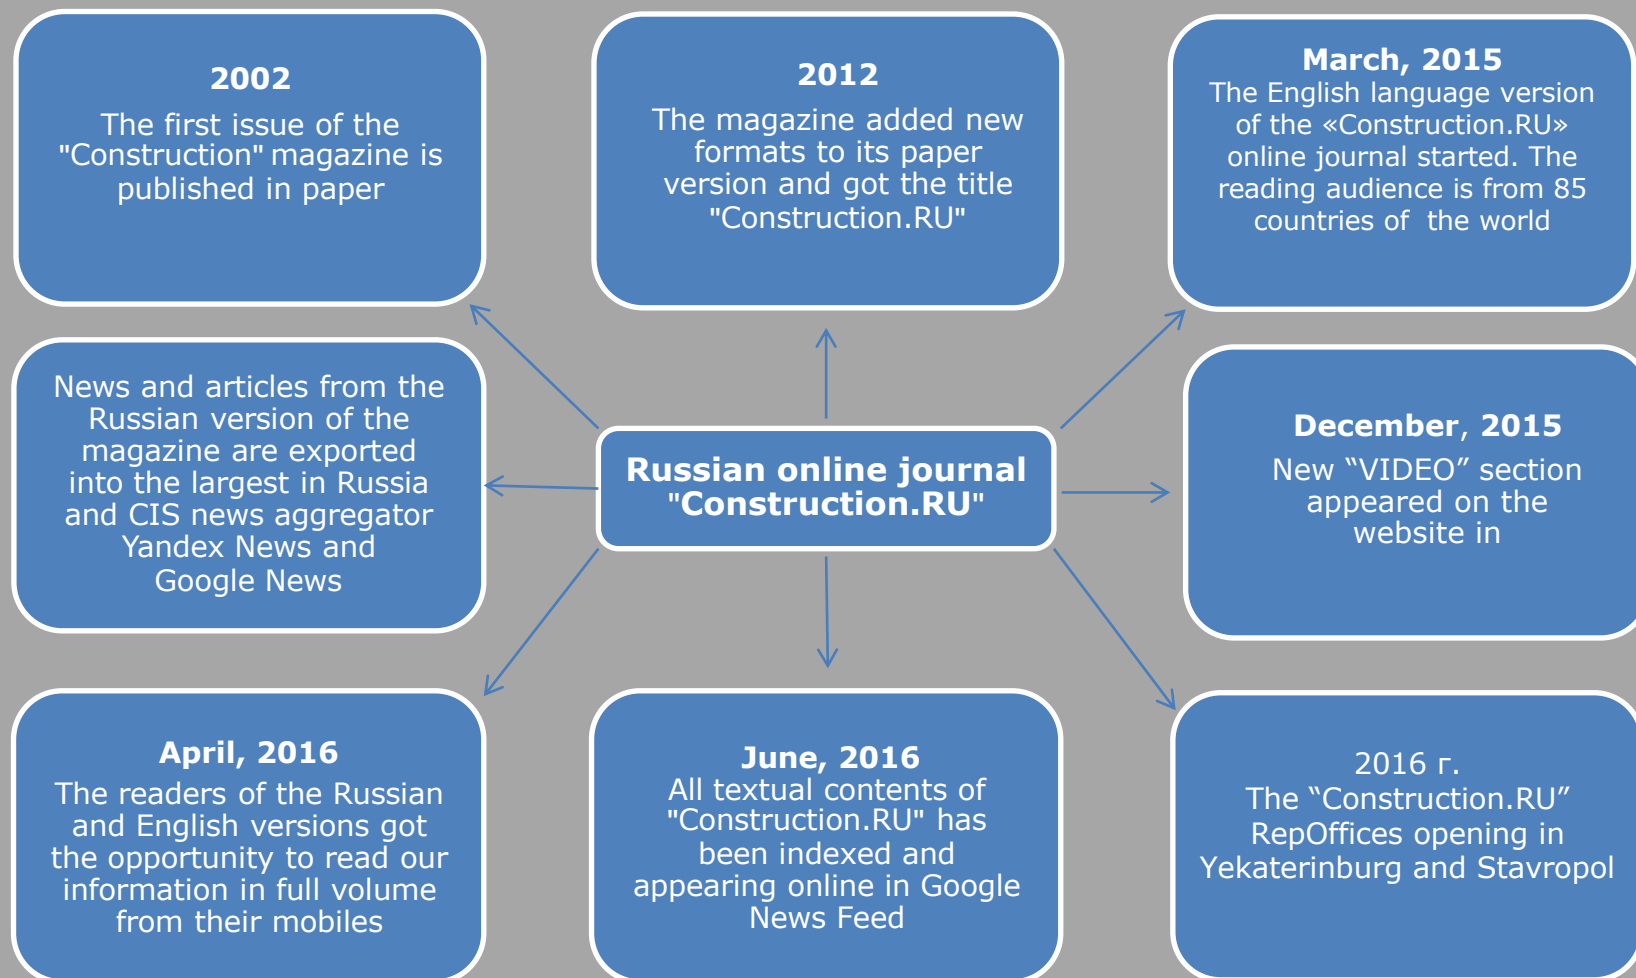 2002
The first issue of the
"Construction" magazine is
published in paper
2012
The magazine added new
formats to its paper
version and got the title
"Construction.RU"
March, 2015
The English language version
of the «Construction.RU»
online journal started. The
reading audience is from 85
countries of the world
News and articles from the
Russian version of the
magazine are exported
into the largest in Russia
and CIS news aggregator
Yandex News and
Google News
Russian online journal
"Construction.RU"
December, 2015
New “VIDEO” section
appeared on the
website in
April, 2016
The readers of the Russian
and English versions got
the opportunity to read our
information in full volume
from their mobiles
June, 2016
All textual contents of
"Construction.RU" has
been indexed and
appearing online in Google
News Feed
2016 г.
The “Construction.RU”
RepOffices opening in
Yekaterinburg and Stavropol